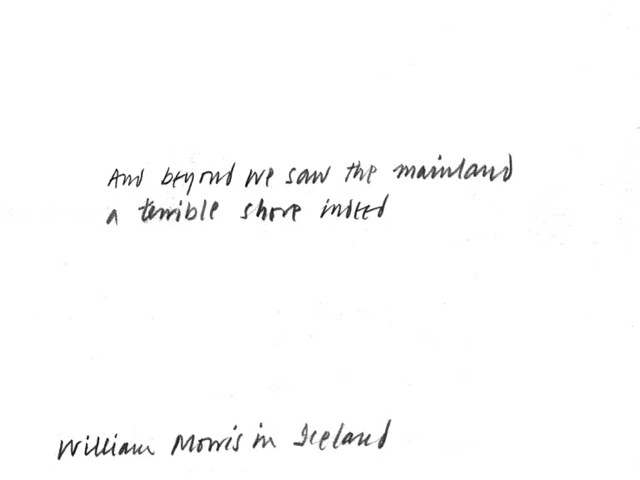 And beyond we saw the mainland
a terrible shore indeed
William Morris in Iceland